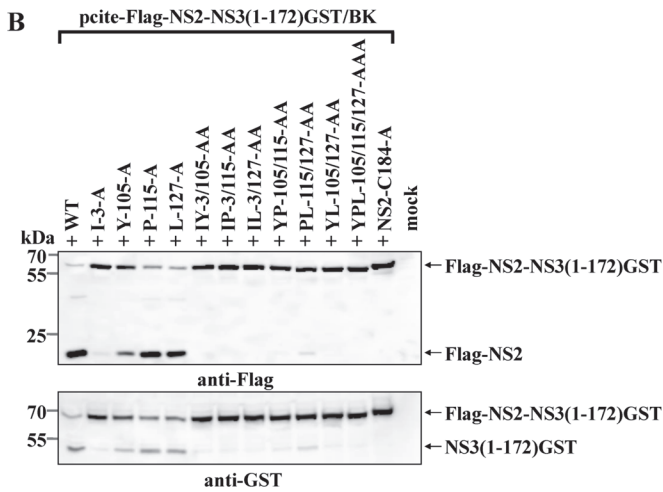 B
pcite-Flag-NS2-NS3(1-172)GST/BK
+ WT
+ I-3-A
+ Y-105-A
+ P-115-A
+ L-127-A
+ IY-3/105-AA
+ IP-3/115-AA
+ IL-3/127-AA
+ YP-105/115-AA
+ PL-115/127-AA
+ YL-105/127-AA
+ YPL-105/115/127-AAA
+ NS2-C184-A
mock
kDa
70
55
25
Flag-NS2-NS3(1-172)GST
Flag-NS2
anti-Flag
70
55
Flag-NS2-NS3(1-172)GST
NS3(1-172)GST
anti-GST